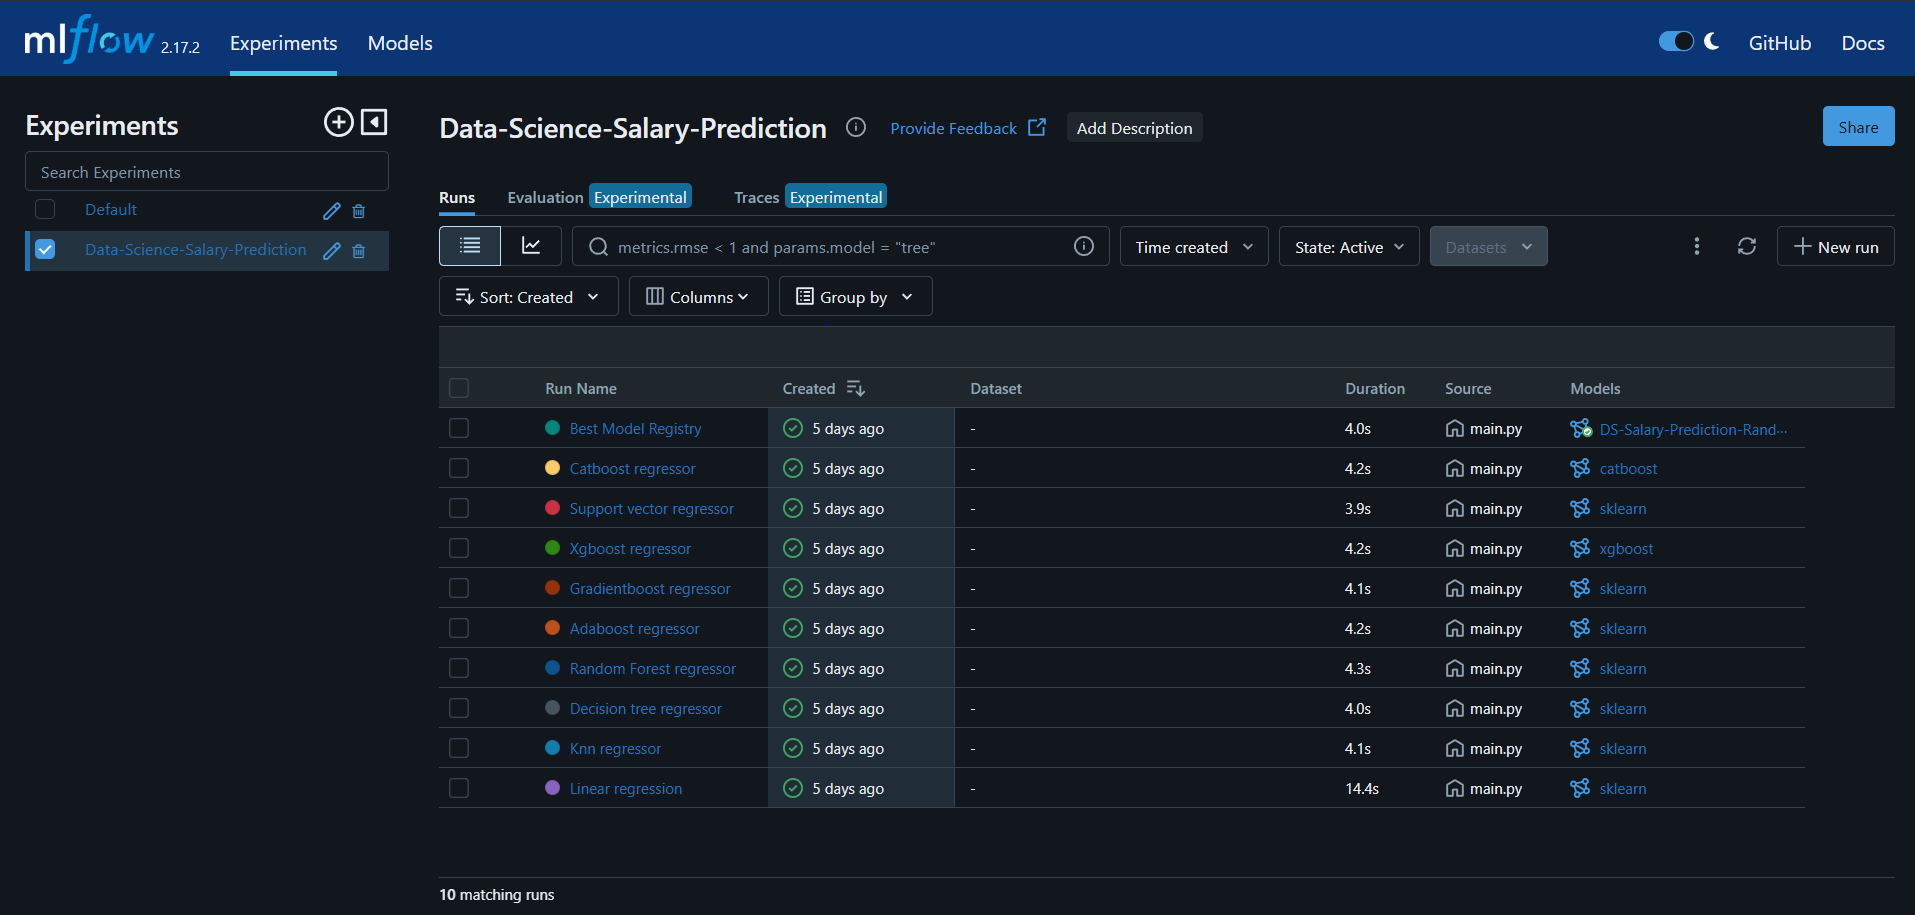 mlflow 2.17.2 Experiments Models GitHub Docs
Experiments
Search Experiments
Default
Data-Science-Salary-Prediction
Data-Science-Salary-Prediction Provide Feedback Add Description Share
Runs Evaluation Experimental Traces Experimental
metrics.rmse < 1 and params.model = "tree" Time created State: Active Datasets New run
Sort: Created Columns Group by
Run Name Created Dataset Duration Source Models
Best Model Registry 5 days ago - 4.0s main.py DS-Salary-Prediction-Rand...
Catboost regressor 5 days ago - 4.2s main.py catboost
Support vector regressor 5 days ago - 3.9s main.py sklearn
Xgboost regressor 5 days ago - 4.2s main.py xgboost
Gradientboost regressor 5 days ago - 4.1s main.py sklearn
Adaboost regressor 5 days ago - 4.2s main.py sklearn
Random Forest regressor 5 days ago - 4.3s main.py sklearn
Decision tree regressor 5 days ago - 4.0s main.py sklearn
Knn regressor 5 days ago - 4.1s main.py sklearn
Linear regression 5 days ago - 14.4s main.py sklearn
10 matching runs